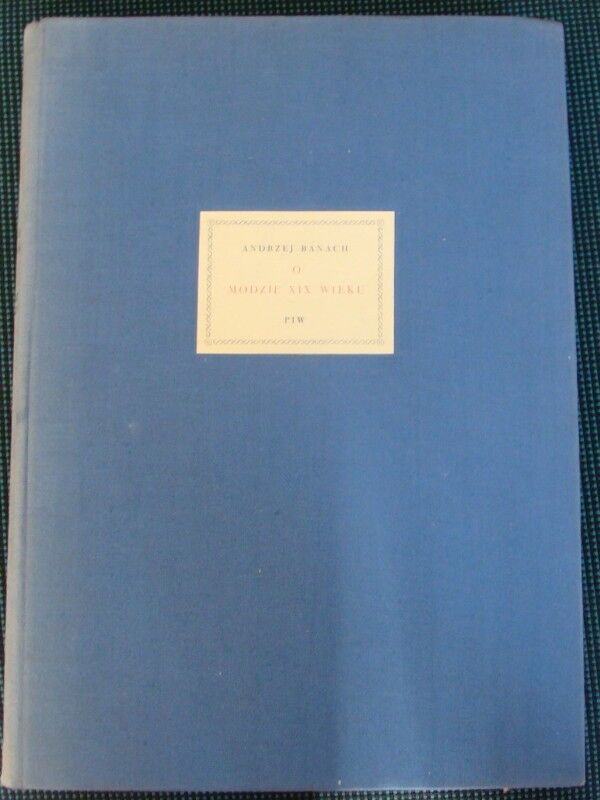 ANDRZEJ BANACH
O
MODZIE XIX WIEKU
PIW